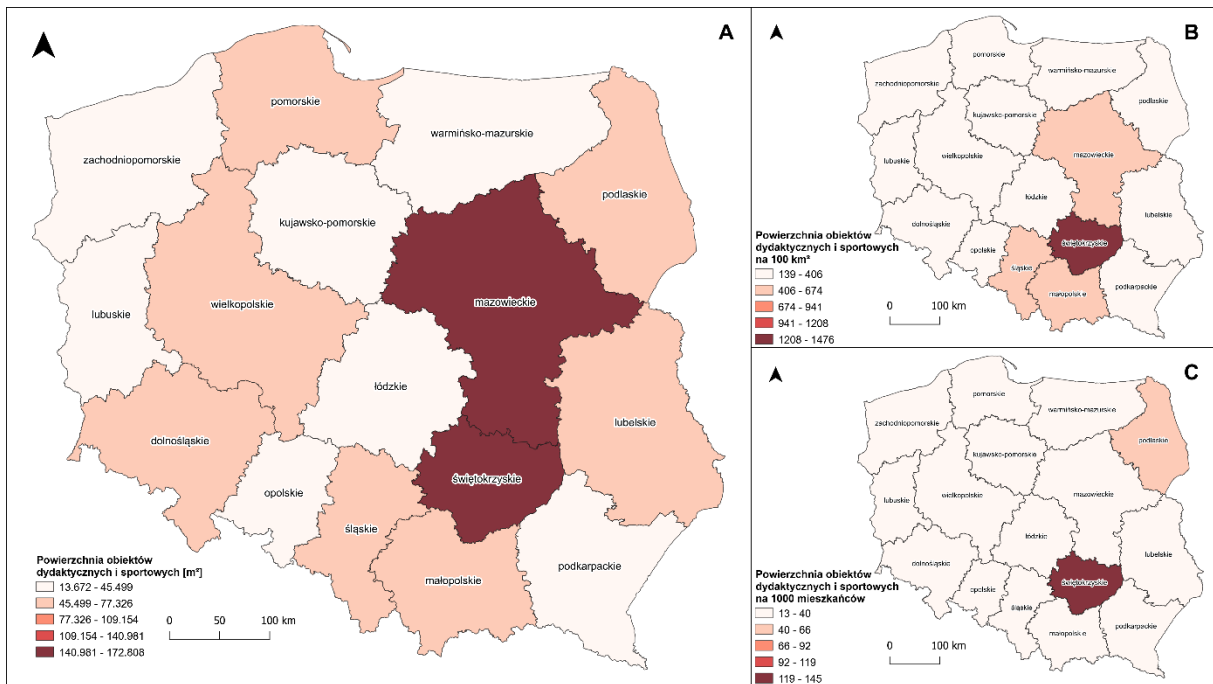 A
pomorskie
warmińsko-mazurskie
zachodniopomorskie
podlaskie
kujawsko-pomorskie
mazowieckie
wielkopolskie
lubuskie
łódzkie
lubelskie
dolnośląskie
świętokrzyskie
opolskie
śląskie
podkarpackie
małopolskie
Powierzchnia obiektów
dydaktycznych i sportowych [m²]
13.672 - 45.499
45.499 - 77.326
77.326 - 109.154
109.154 - 140.981
140.981 - 172.808
0 50 100 km
B
pomorskie
warmińsko-mazurskie
zachodniopomorskie
podlaskie
kujawsko-pomorskie
mazowieckie
wielkopolskie
lubuskie
łódzkie
lubelskie
dolnośląskie
świętokrzyskie
opolskie
śląskie
podkarpackie
małopolskie
Powierzchnia obiektów
dydaktycznych i sportowych
na 100 km²
139 - 406
406 - 674
674 - 941
941 - 1208
1208 - 1476
0 100 km
C
pomorskie
warmińsko-mazurskie
zachodniopomorskie
podlaskie
kujawsko-pomorskie
mazowieckie
wielkopolskie
lubuskie
łódzkie
lubelskie
dolnośląskie
świętokrzyskie
opolskie
śląskie
podkarpackie
małopolskie
Powierzchnia obiektów
dydaktycznych i sportowych
na 1000 mieszkańców
13 - 40
40 - 66
66 - 92
92 - 119
119 - 145
0 100 km